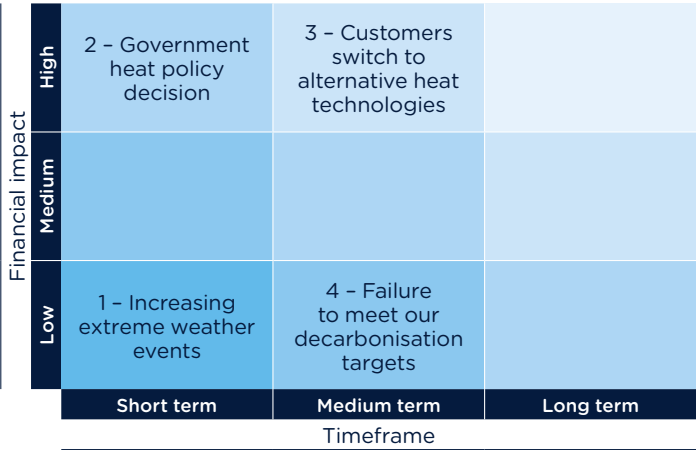 Financial impact
High
2 – Government
heat policy
decision
3 – Customers
switch to
alternative heat
technologies
Medium
Low
1 – Increasing
extreme weather
events
4 – Failure
to meet our
decarbonisation
targets
Short term
Medium term
Long term
Timeframe